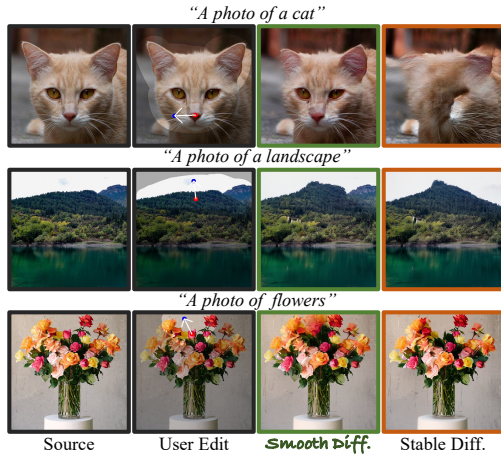 “A photo of a cat”
“A photo of a landscape”
“A photo of flowers”
Source User Edit Smooth Diff. Stable Diff.